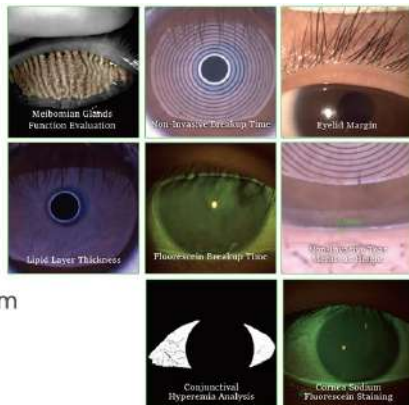 Meibomian Glands
Function Evaluation
Non-Invasive Breakup Time
Eyelid Margin
Lipid Layer Thickness
Fluorescein Breakup Time
Non-Invasive Tear
Meniscus Height
m
Conjunctival
Hyperemia Analysis
Cornea Sodium
Fluorescein Staining